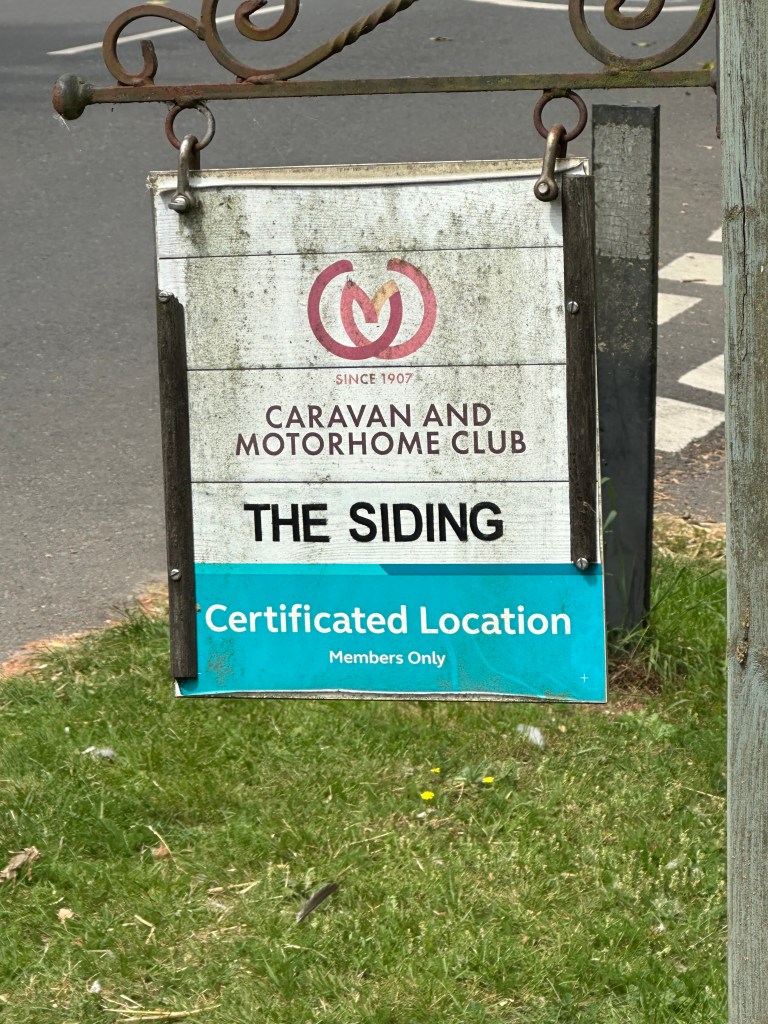 SINCE 1907
CARAVAN AND
MOTORHOME CLUB
THE SIDING
Certificated Location
Members Only